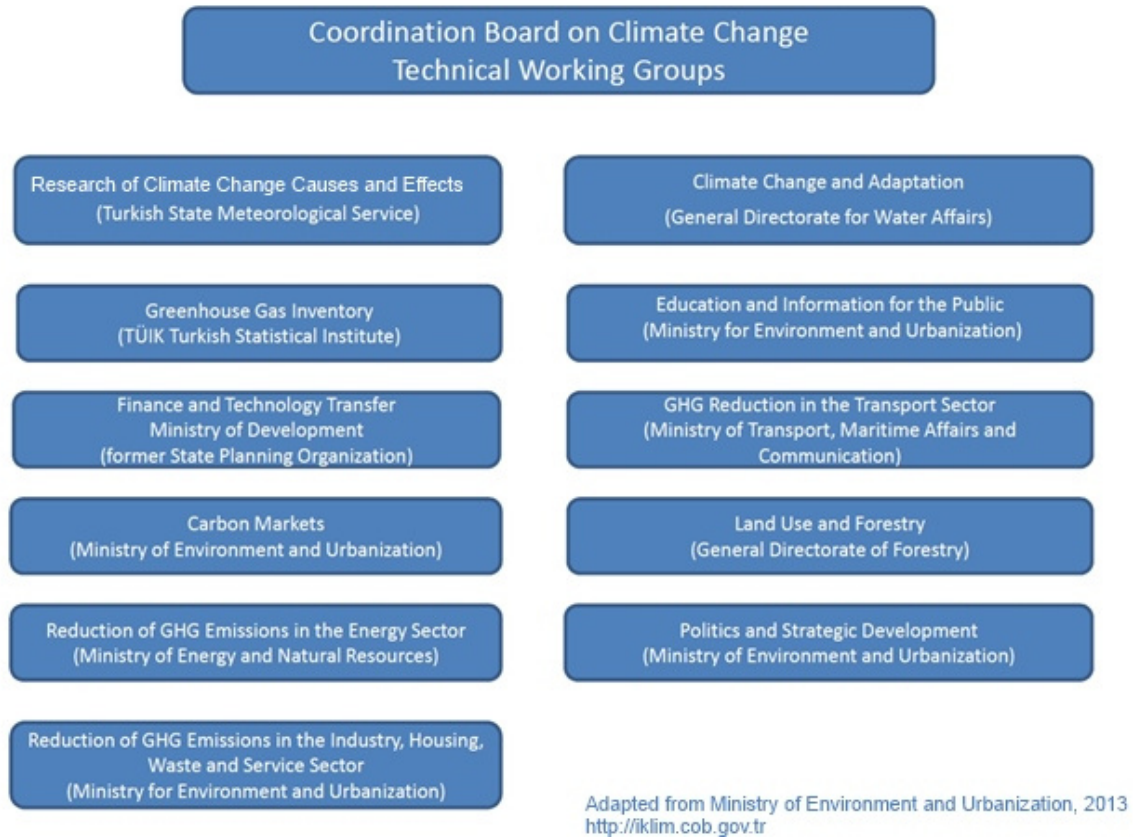 Coordination Board on Climate Change
Technical Working Groups
Research of Climate Change Causes and Effects
(Turkish State Meteorological Service)
Greenhouse Gas Inventory
(TÜIK Turkish Statistical Institute)
Finance and Technology Transfer
Ministry of Development
(former State Planning Organization)
Carbon Markets
(Ministry of Environment and Urbanization)
Reduction of GHG Emissions in the Energy Sector
(Ministry of Energy and Natural Resources)
Reduction of GHG Emissions in the Industry, Housing,
Waste and Service Sector
(Ministry for Environment and Urbanization)
Climate Change and Adaptation
(General Directorate for Water Affairs)
Education and Information for the Public
(Ministry for Environment and Urbanization)
GHG Reduction in the Transport Sector
(Ministry of Transport, Maritime Affairs and
Communication)
Land Use and Forestry
(General Directorate of Forestry)
Politics and Strategic Development
(Ministry of Environment and Urbanization)
Adapted from Ministry of Environment and Urbanization, 2013
http://iklim.cob.gov.tr